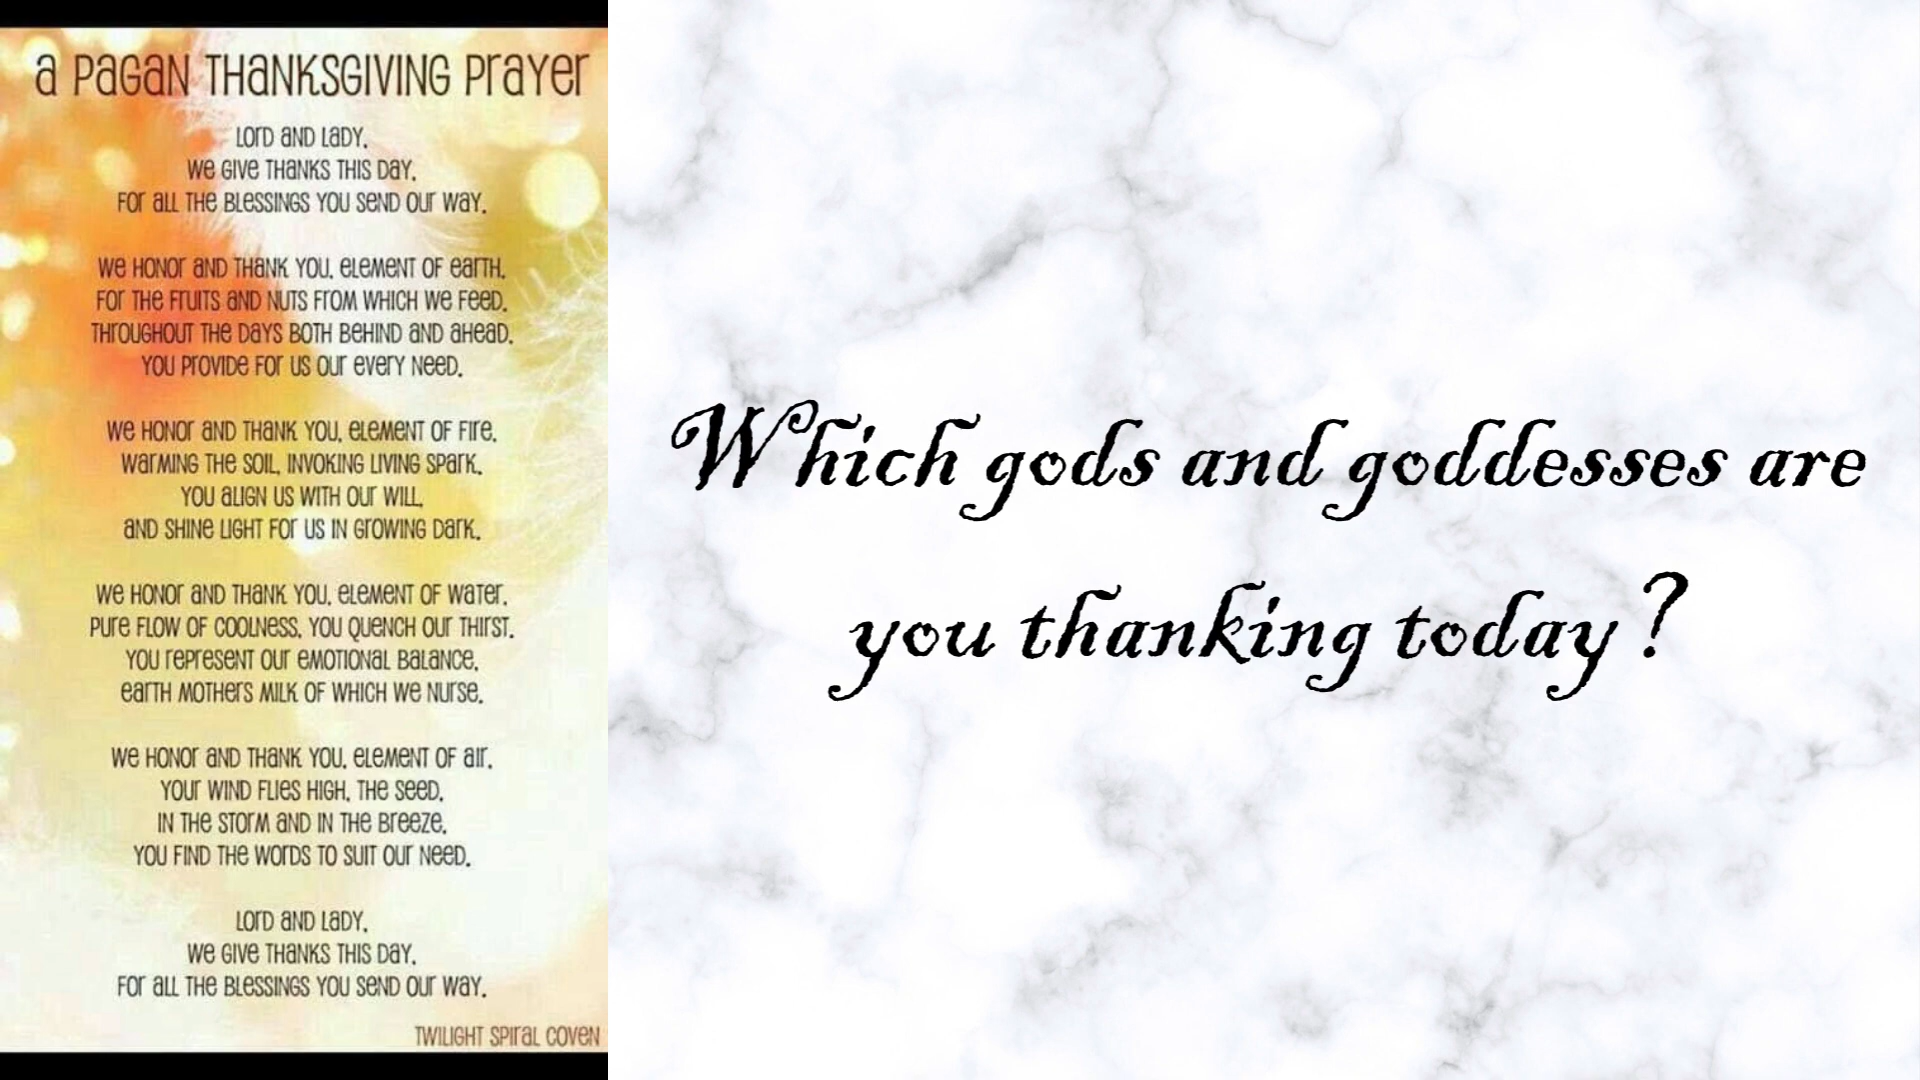 a PAGAN THANKSGIVING PRAYER
LORD AND LADY,
WE GIVE THANKS THIS DAY,
FOR ALL THE BLESSINGS YOU SEND OUR WAY.
WE HONOR AND THANK YOU, ELEMENT OF EARTH,
FOR THE FRUITS AND NUTS FROM WHICH WE FEED,
THROUGHOUT THE DAYS BOTH BEHIND AND AHEAD,
YOU PROVIDE FOR US OUR EVERY NEED.
WE HONOR AND THANK YOU, ELEMENT OF FIRE,
WARMING THE SOIL, INVOKING LIVING SPARK,
YOU ALIGN US WITH OUR WILL,
AND SHINE LIGHT FOR US IN GROWING DARK.
WE HONOR AND THANK YOU, ELEMENT OF WATER,
PURE FLOW OF COOLNESS, YOU QUENCH OUR THIRST,
YOU REPRESENT OUR EMOTIONAL BALANCE,
EARTH MOTHERS MILK OF WHICH WE NURSE.
WE HONOR AND THANK YOU, ELEMENT OF AIR,
YOUR WIND FLIES HIGH, THE SEED,
IN THE STORM AND IN THE BREEZE,
YOU FIND THE WORDS TO SUIT OUR NEED.
LORD AND LADY,
WE GIVE THANKS THIS DAY,
FOR ALL THE BLESSINGS YOU SEND OUR WAY.
TWILIGHT SPIRAL COVEN
Which gods and goddesses are
you thanking today?